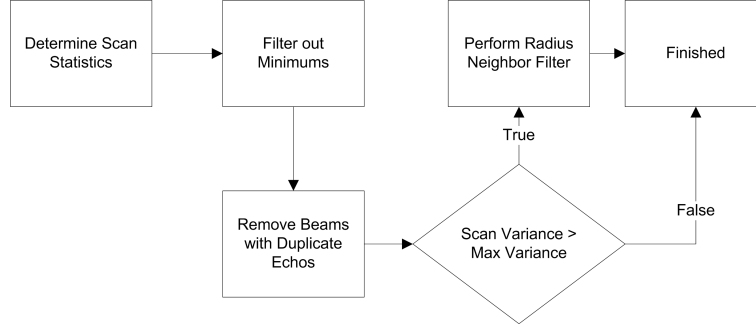 Determine Scan
Statistics
Filter out
Minimums
Perform Radius
Neighbor Filter
Finished
True
False
Remove Beams
with Duplicate
Echos
Scan Variance >
Max Variance